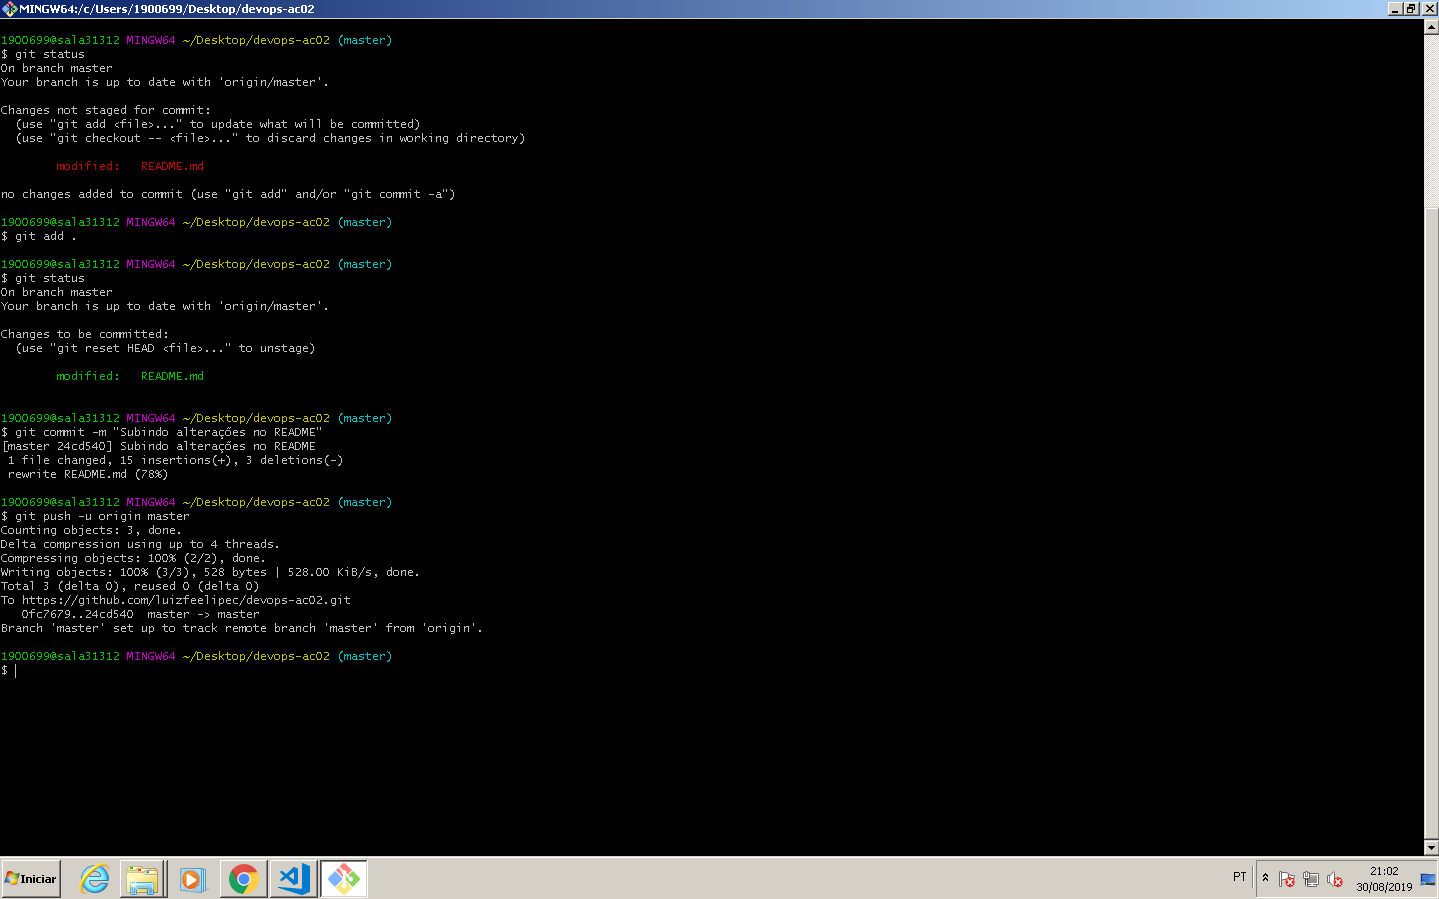 MINGW64:/c/Users/1900699/Desktop/devops-ac02
1900699@sala31312 MINGW64 ~/Desktop/devops-ac02 (master)
$ git status
On branch master
Your branch is up to date with 'origin/master'.
Changes not staged for commit:
  (use "git add <file>..." to update what will be committed)
  (use "git checkout -- <file>..." to discard changes in working directory)
        modified:   README.md
no changes added to commit (use "git add" and/or "git commit -a")
1900699@sala31312 MINGW64 ~/Desktop/devops-ac02 (master)
$ git add .
1900699@sala31312 MINGW64 ~/Desktop/devops-ac02 (master)
$ git status
On branch master
Your branch is up to date with 'origin/master'.
Changes to be committed:
  (use "git reset HEAD <file>..." to unstage)
        modified:   README.md
1900699@sala31312 MINGW64 ~/Desktop/devops-ac02 (master)
$ git commit -m "Subindo alterações no README"
[master 24cd540] Subindo alterações no README
 1 file changed, 15 insertions(+), 3 deletions(-)
 rewrite README.md (78%)
1900699@sala31312 MINGW64 ~/Desktop/devops-ac02 (master)
$ git push -u origin master
Counting objects: 3, done.
Delta compression using up to 4 threads.
Compressing objects: 100% (2/2), done.
Writing objects: 100% (3/3), 528 bytes | 528.00 KiB/s, done.
Total 3 (delta 0), reused 0 (delta 0)
To https://github.com/luizfeelipec/devops-ac02.git
   0fc7679..24cd540  master -> master
Branch 'master' set up to track remote branch 'master' from 'origin'.
1900699@sala31312 MINGW64 ~/Desktop/devops-ac02 (master)
$
Iniciar
PT
21:02
30/08/2019